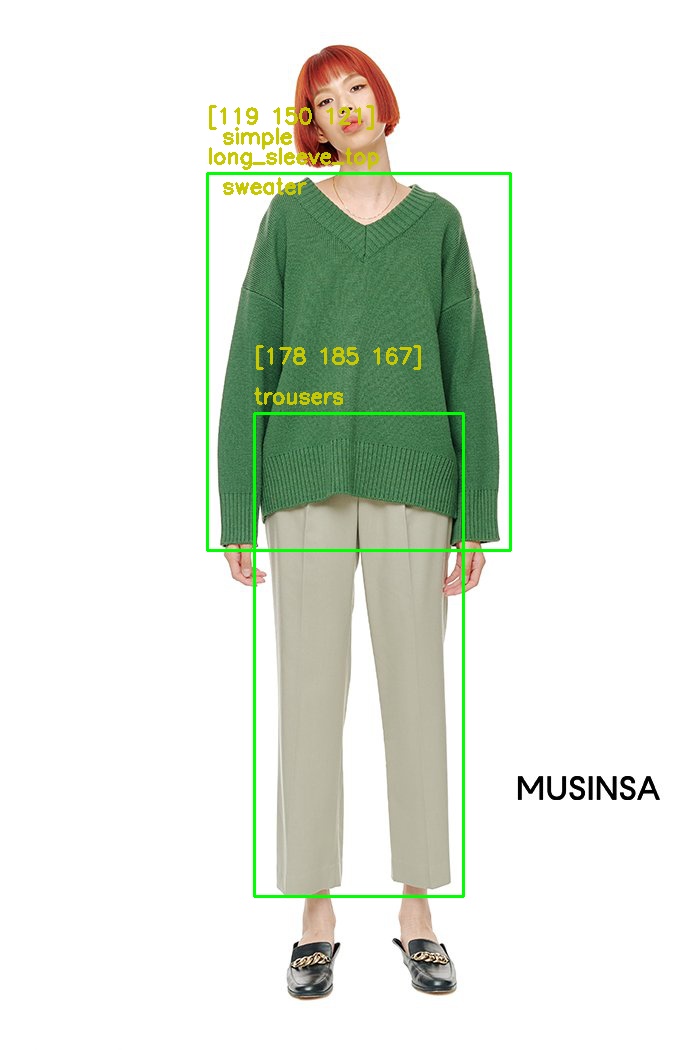 [119 150 121]
simple
long_sleeve_top
sweater
[178 185 167]
trousers
MUSINSA